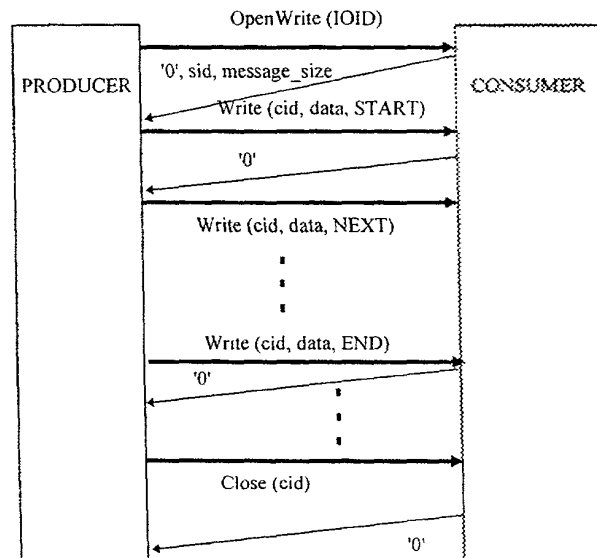 OpenWrite (IOID)
'0', sid, message_size
PRODUCER
CONSUMER
Write (cid, data, START)
'0'
Write (cid, data, NEXT)
Write (cid, data, END)
'0'
Close (cid)
'0'